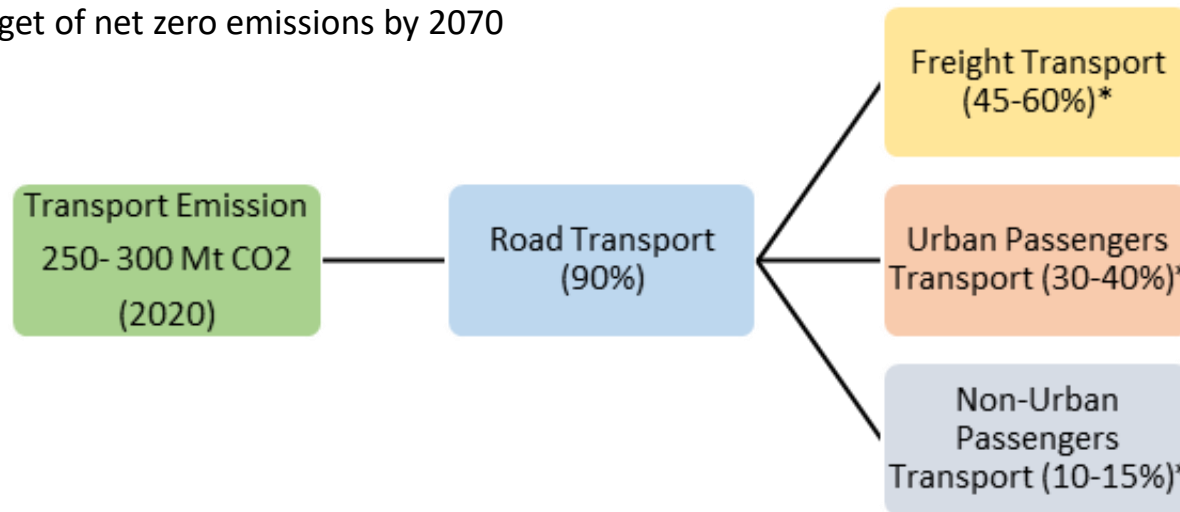 get of net zero emissions by 2070
Freight Transport
(45-60%)*
Transport Emission
250- 300 Mt CO2
(2020)
Road Transport
(90%)
Urban Passengers
Transport (30-40%)*
Non-Urban
Passengers
Transport (10-15%)*